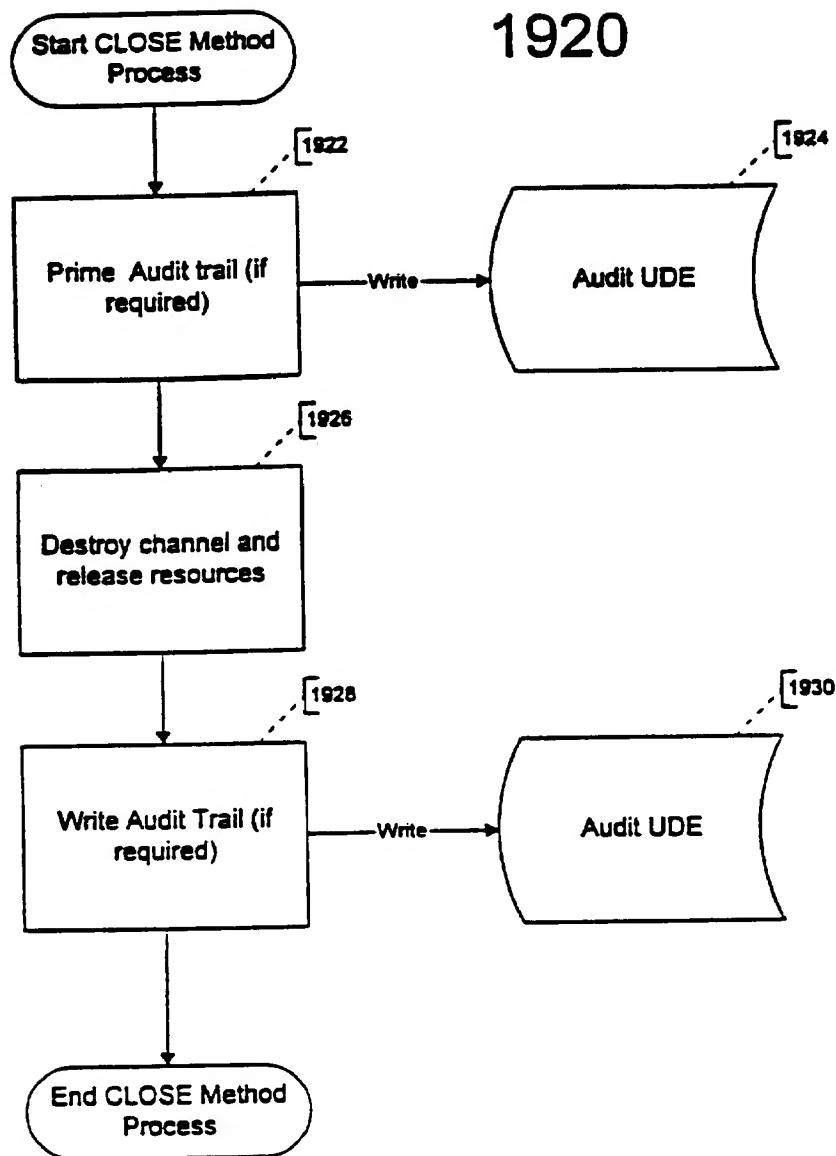 1920
Start CLOSE Method
Process
1922
1924
Prime Audit trail (if
required)
Write
Audit UDE
1926
Destroy channel and
release resources
1928
1930
Write Audit Trail (if
required)
Write
Audit UDE
End CLOSE Method
Process